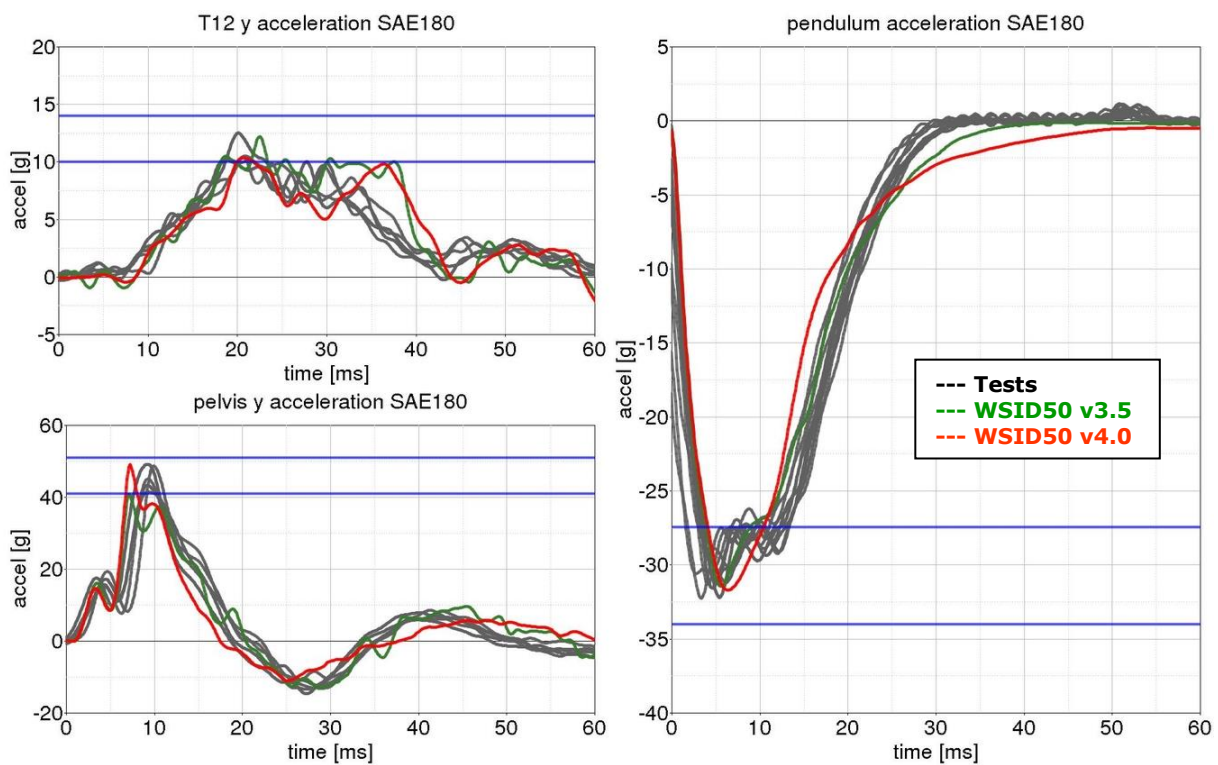 T12 y acceleration SAE180
20
15
10
5
0
-5
accel [g]
0 10 20 30 40 50 60
time [ms]
pelvis y acceleration SAE180
60
40
20
0
-20
accel [g]
0 10 20 30 40 50 60
time [ms]
pendulum acceleration SAE180
5
0
-5
-10
-15
-20
-25
-30
-35
-40
accel [g]
0 10 20 30 40 50 60
time [ms]
--- Tests
--- WSID50 v3.5
--- WSID50 v4.0